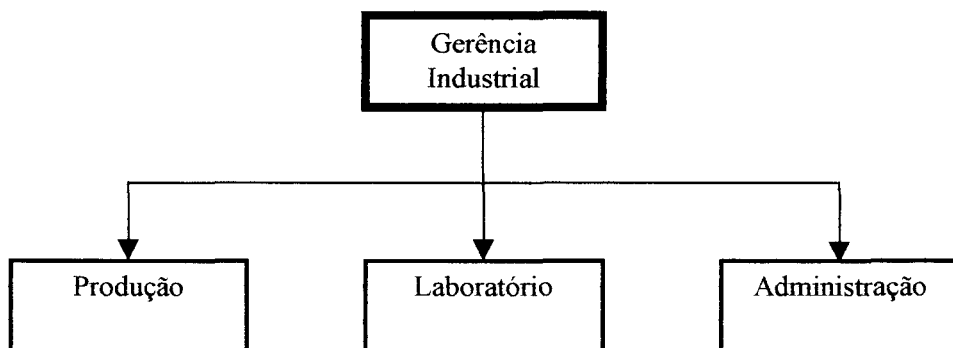 Gerência
Industrial
Produção
Laboratório
Administração